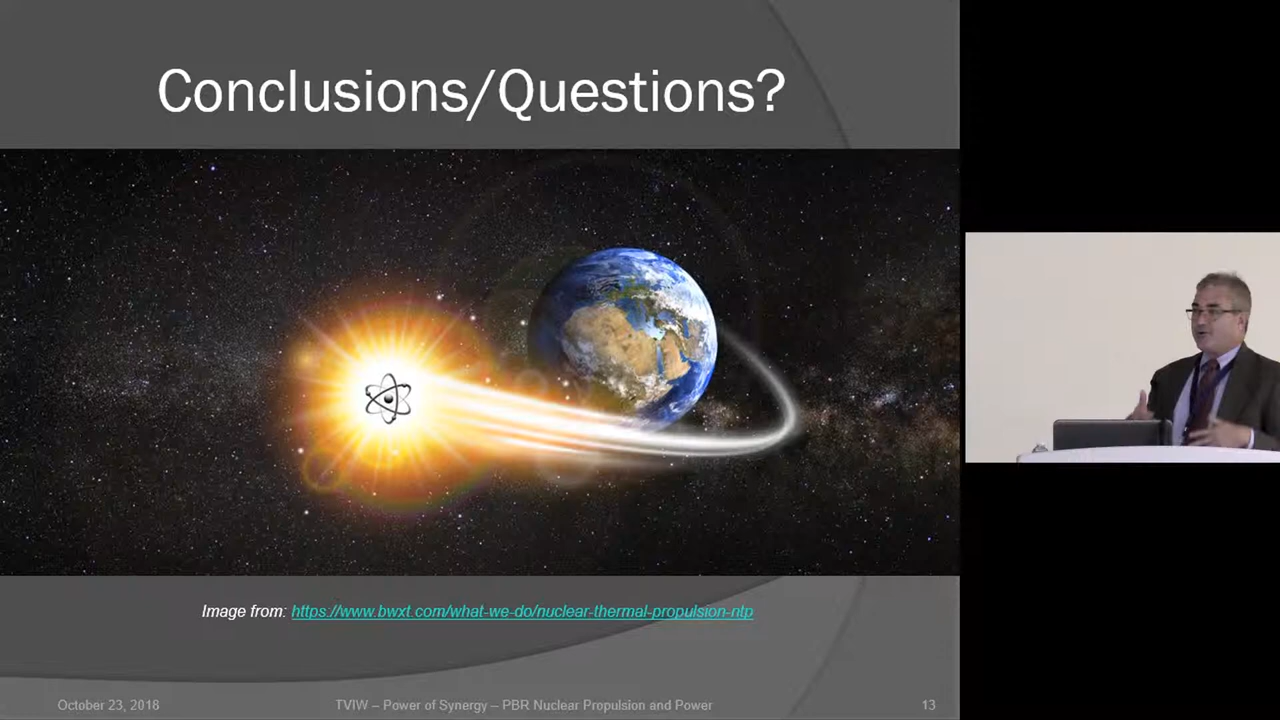 Conclusions/Questions?
Image from: https://www.bwxt.com/what-we-do/nuclear-thermal-propulsion-ntp
October 23, 2018
TVIW – Power of Synergy – PBR Nuclear Propulsion and Power
13